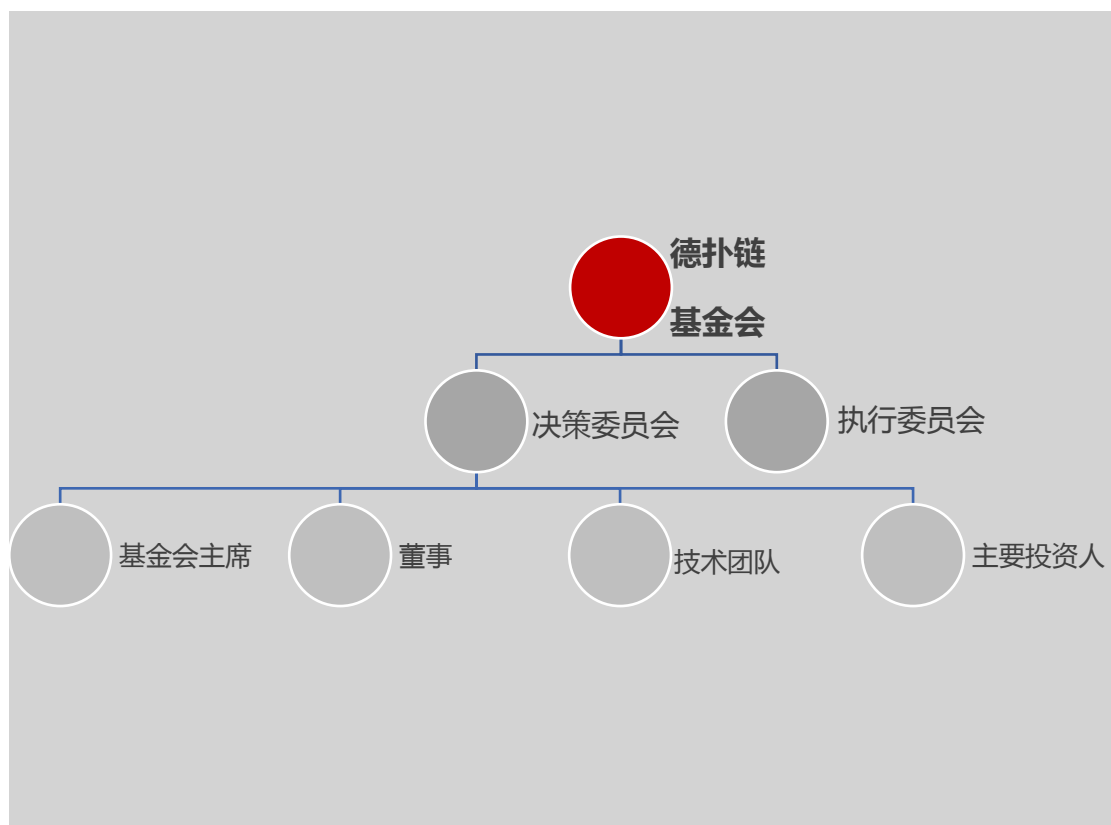 德扑链
基金会
决策委员会
执行委员会
基金会主席
董事
技术团队
主要投资人